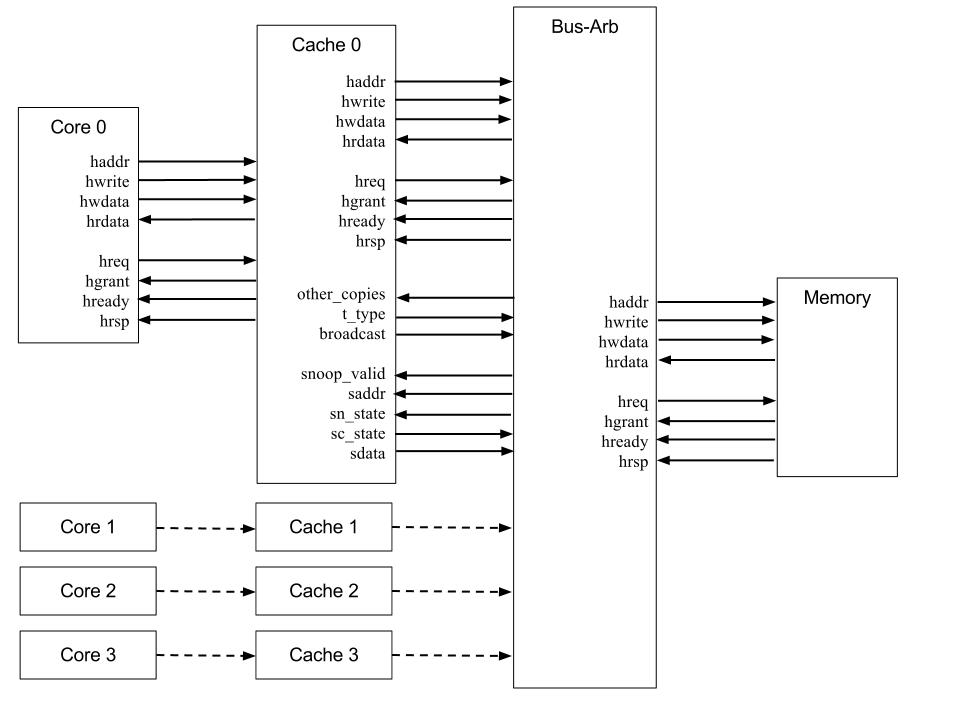 Core 0
haddr
hwrite
hwdata
hrdata
hreq
hgrant
hready
hrsp
Cache 0
haddr
hwrite
hwdata
hrdata
hreq
hgrant
hready
hrsp
other_copies
t_type
broadcast
snoop_valid
saddr
sn_state
sc_state
sdata
Bus-Arb
haddr
hwrite
hwdata
hrdata
hreq
hgrant
hready
hrsp
Memory
Core 1
Cache 1
Core 2
Cache 2
Core 3
Cache 3